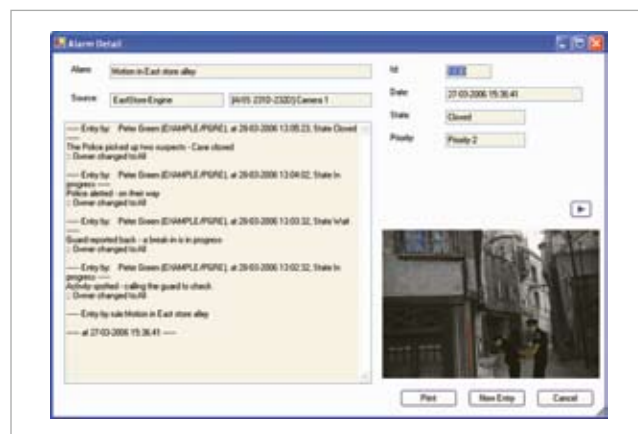 Alarm Detail
Alarm: Motion in East store alley
Source: EastStore-Engine
Camera 1
Id:
Date: 27-03-2006 15:36:41
State: Closed
Priority: Priority 2
---- Entry by: Peter Green (EXAMPLE/PGRE), at 28-03-2006 13:05:23, State Closed
----
The Police picked up two suspects - Case closed
:: Owner changed to All
---- Entry by: Peter Green (EXAMPLE/PGRE), at 28-03-2006 13:04:02, State In
progress ----
Police alerted - on their way
:: Owner changed to All
---- Entry by: Peter Green (EXAMPLE/PGRE), at 28-03-2006 13:03:32, State Wait
----
Guard reported back - a break-in is in progress
:: Owner changed to All
---- Entry by: Peter Green (EXAMPLE/PGRE), at 28-03-2006 13:02:32, State In
progress ----
Activity spotted - calling the guard to check
:: Owner changed to All
---- Entry by rule Motion in East store alley
---- at 27-03-2006 15:36:41 ----
Print
New Entry
Cancel